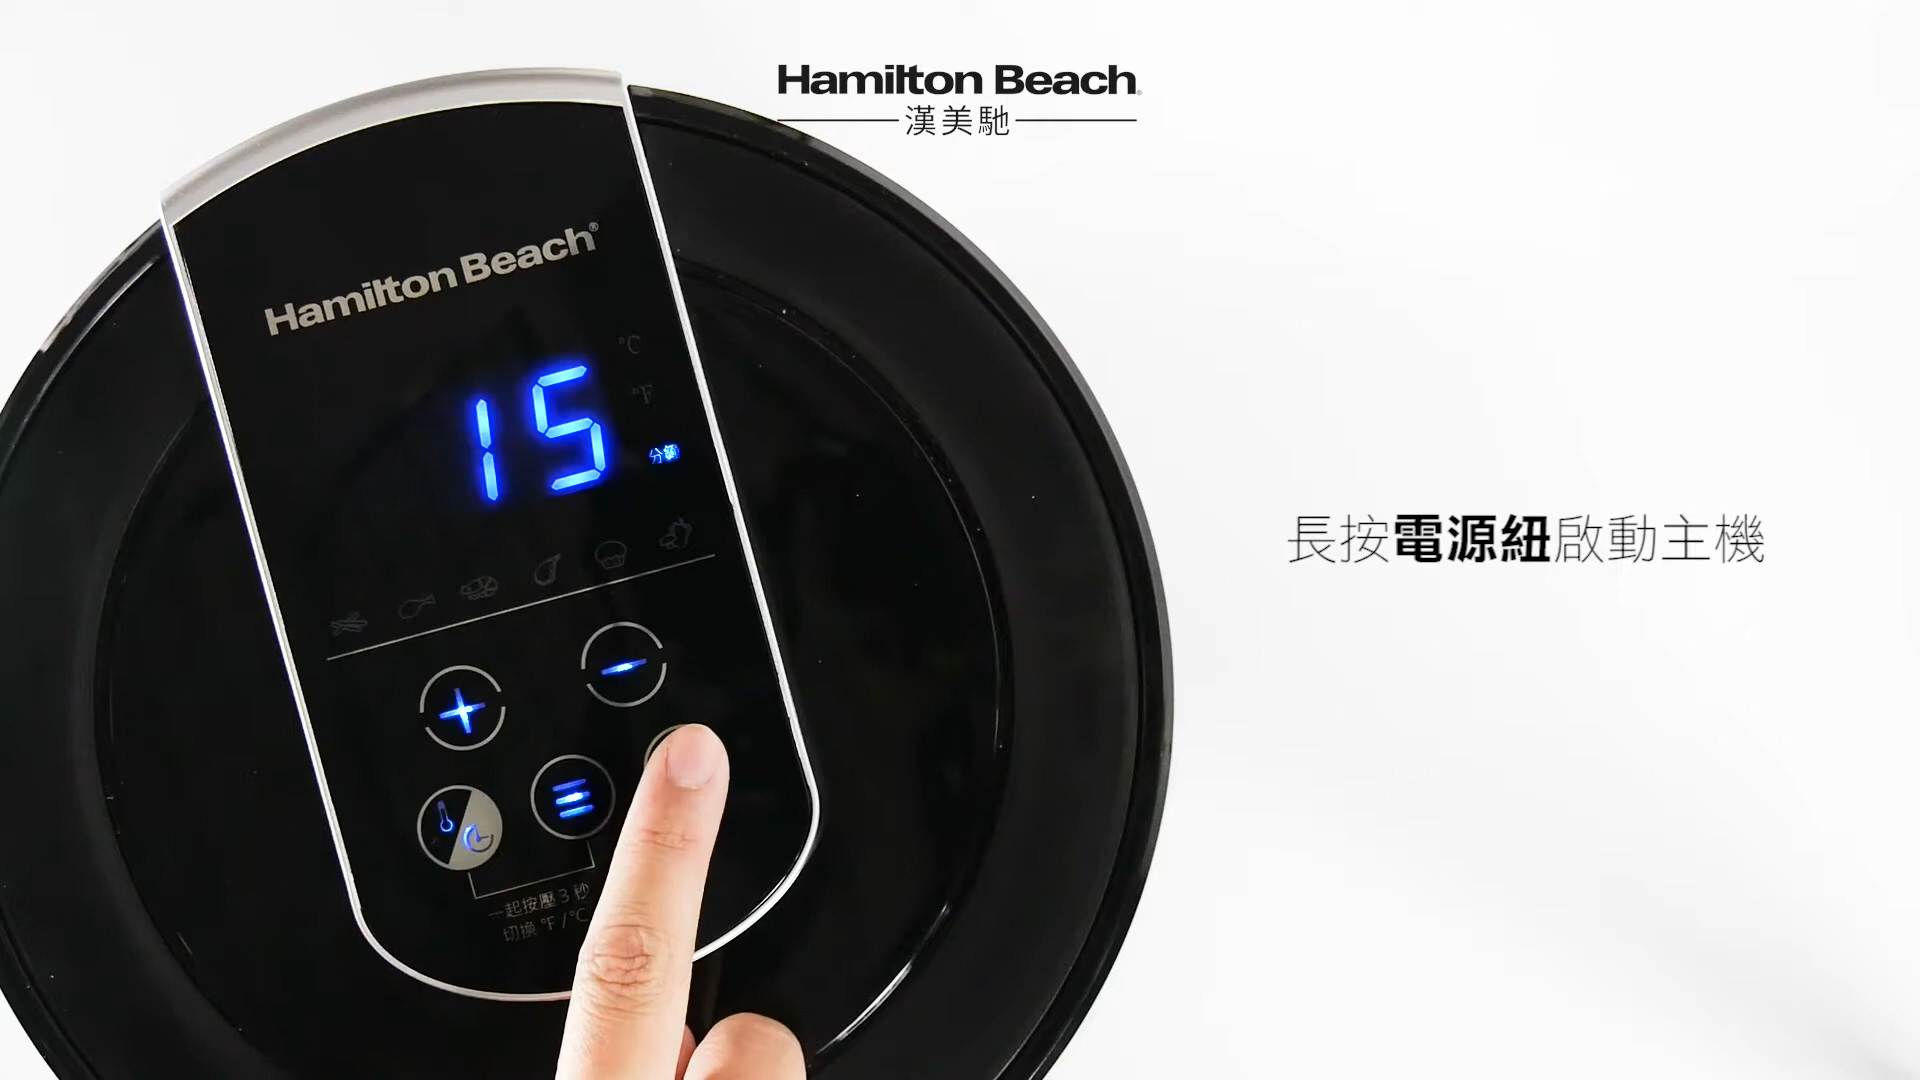 Hamilton Beach®
漢美馳
Hamilton Beach®
°C
15
°F
分鐘
長按電源紐啟動主機
一起按壓 3 秒
切換 °F / °C